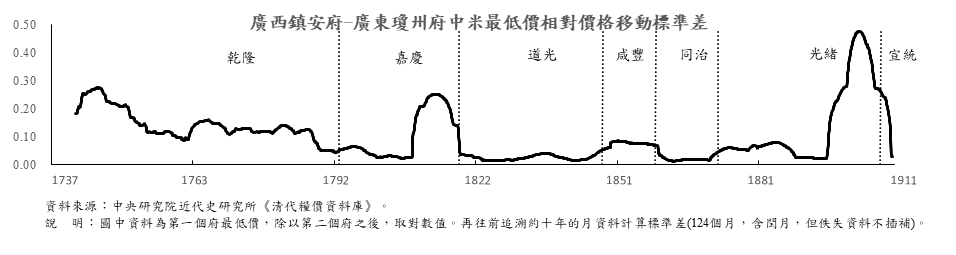 廣西鎮安府–廣東瓊州府中米最低價相對價格移動標準差
0.50
0.40
0.30
0.20
0.10
0.00
乾隆
嘉慶
道光
咸豐
同治
光緒
宣統
1737
1763
1792
1822
1851
1881
1911
資料來源：中央研究院近代史研究所《清代糧價資料庫》。
說　明：圖中資料為第一個府最低價，除以第二個府之後，取對數值。再往前追溯約十年的月資料計算標準差(124個月，含閏月，但佚失資料不插補)。